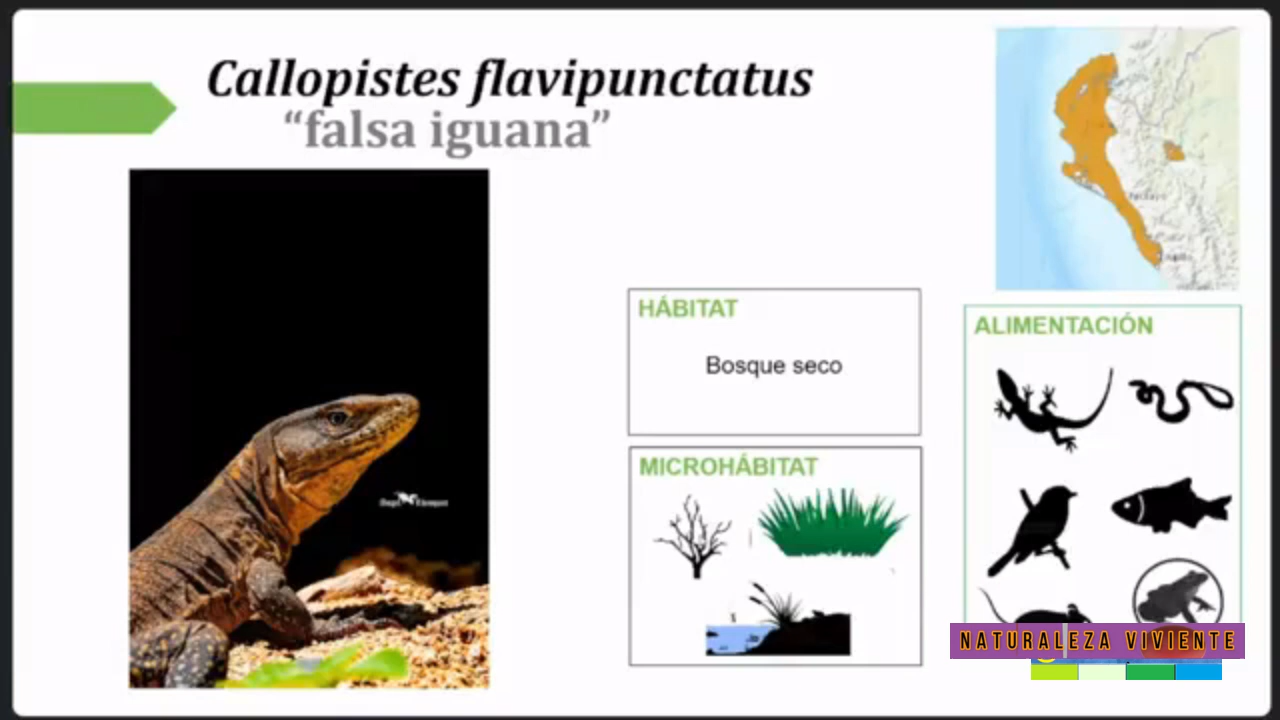 Callopistes flavipunctatus
“falsa iguana”
HÁBITAT
Bosque seco
MICROHÁBITAT
ALIMENTACIÓN
NATURALEZA VIVIENTE